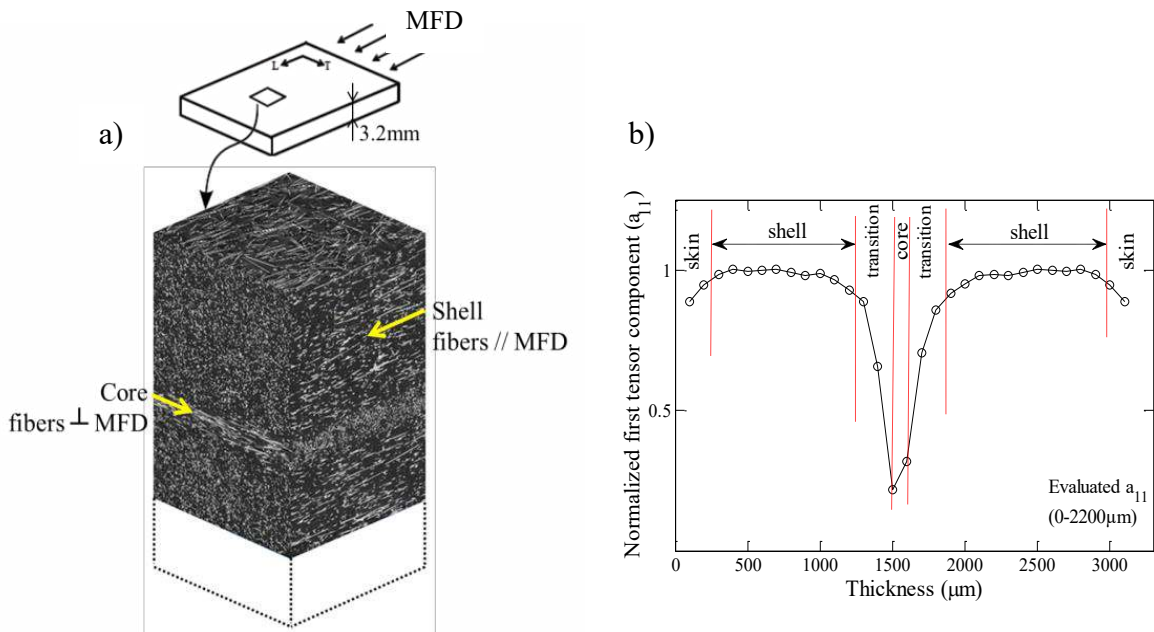 MFD
L T
a)
3.2mm
Shell
fibers // MFD
Core
fibers ⊥ MFD
b)
Normalized first tensor component (a11)
1
0.5
skin
shell
transition
core
transition
shell
skin
Evaluated a11
(0-2200µm)
0 500 1000 1500 2000 2500 3000
Thickness (µm)